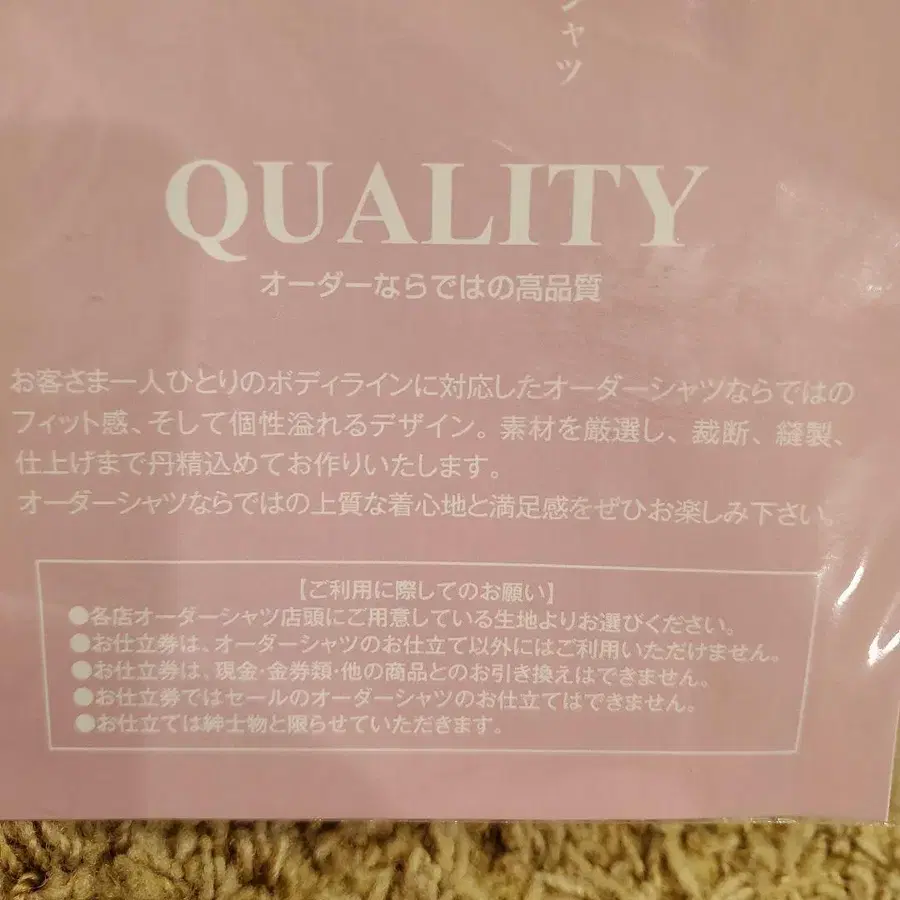 シャツ
QUALITY
オーダーならではの高品質
お客さま一人ひとりのボディラインに対応したオーダーシャツならではの
フィット感、そして個性溢れるデザイン。素材を厳選し、裁断、縫製、
仕上げまで丹精込めてお作りいたします。
オーダーシャツならではの上質な着心地と満足感をぜひお楽しみ下さい。
【ご利用に際してのお願い】
●各店オーダーシャツ店頭にご用意している生地よりお選びください。
●お仕立券は、オーダーシャツのお仕立て以外にはご利用いただけません。
●お仕立券は、現金・金券類・他の商品とのお引き換えはできません。
●お仕立券ではセールのオーダーシャツのお仕立てはできません。
●お仕立ては紳士物と限らせていただきます。